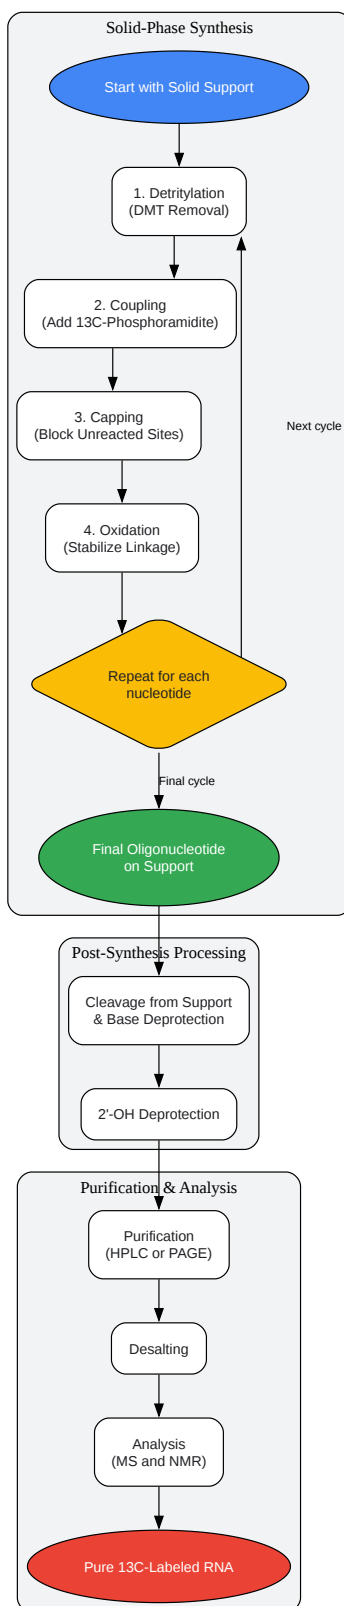 Solid-Phase Synthesis
Start with Solid Support
1. Detritylation
(DMT Removal)
2. Coupling
(Add 13C-Phosphoramidite)
3. Capping
(Block Unreacted Sites)
Next cycle
4. Oxidation
(Stabilize Linkage)
Repeat for each
nucleotide
Final cycle
Final Oligonucleotide
on Support
Post-Synthesis Processing
Cleavage from Support
& Base Deprotection
2'-OH Deprotection
Purification & Analysis
Purification
(HPLC or PAGE)
Desalting
Analysis
(MS and NMR)
Pure 13C-Labeled RNA